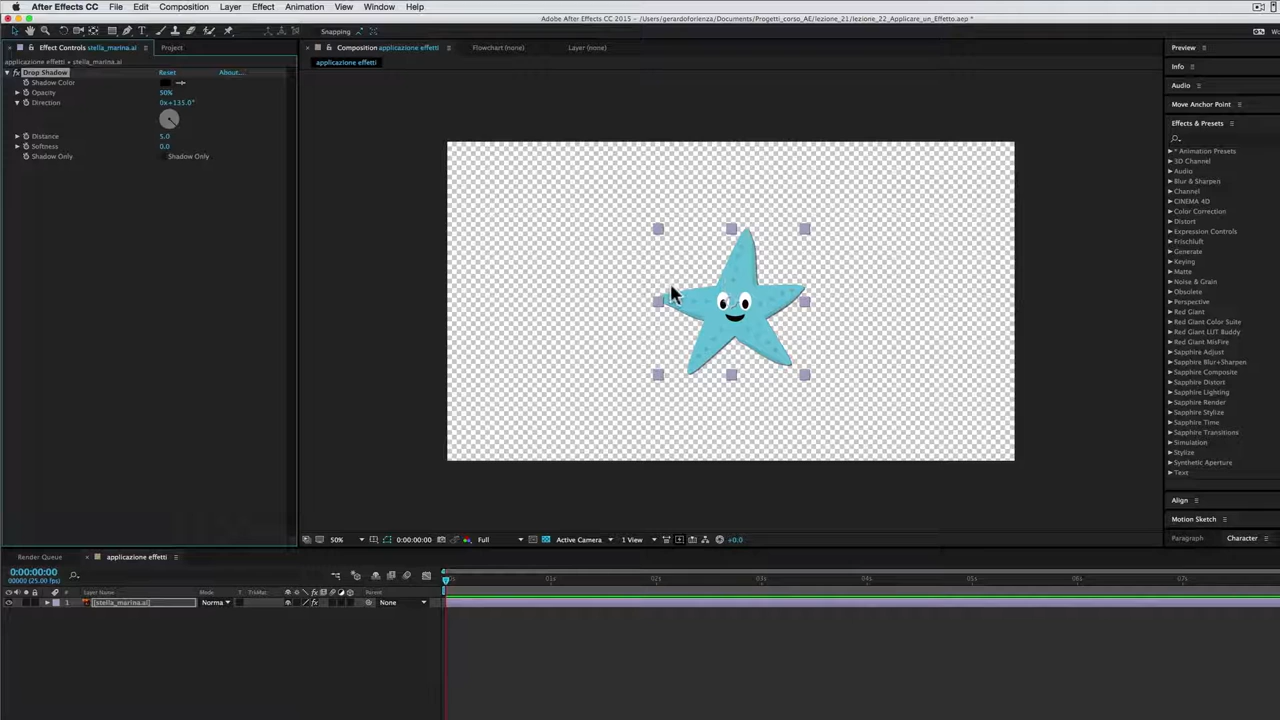 After Effects CC File Edit Composition Layer Effect Animation View Window Help
Adobe After Effects CC 2015 - /Users/gerardoforlenza/Documents/Progetti_corso_AE/lezione_21/lezione_22_Applicare_un_Effetto.aep *
Snapping
Effect Controls stella_marina.ai
Project
Composition applicazione effetti
Flowchart (none)
Layer (none)
applicazione effetti • stella_marina.ai
applicazione effetti
fx Drop Shadow Reset About...
Shadow Color
Opacity 50%
Direction 0x+135.0°
Distance 5.0
Softness 0.0
Shadow Only Shadow Only
Preview
Info
Audio
Move Anchor Point
Effects & Presets
* Animation Presets
3D Channel
Audio
Blur & Sharpen
Channel
CINEMA 4D
Color Correction
Distort
Expression Controls
Frischluft
Generate
Keying
Matte
Noise & Grain
Obsolete
Perspective
Red Giant
Red Giant Color Suite
Red Giant LUT Buddy
Red Giant MisFire
Sapphire Adjust
Sapphire Blur+Sharpen
Sapphire Composite
Sapphire Distort
Sapphire Lighting
Sapphire Render
Sapphire Stylize
Sapphire Time
Sapphire Transitions
Simulation
Stylize
Synthetic Aperture
Text
Align
Motion Sketch
Paragraph Character
50% 0:00:00:00 Full Active Camera 1 View +0.0
Render Queue
applicazione effetti
0:00:00:00
00000 (25.00 fps)
01s 02s 03s 04s 05s 06s 07s
# Layer Name Mode T TrkMat Parent
1 [stella_marina.ai] Norma None